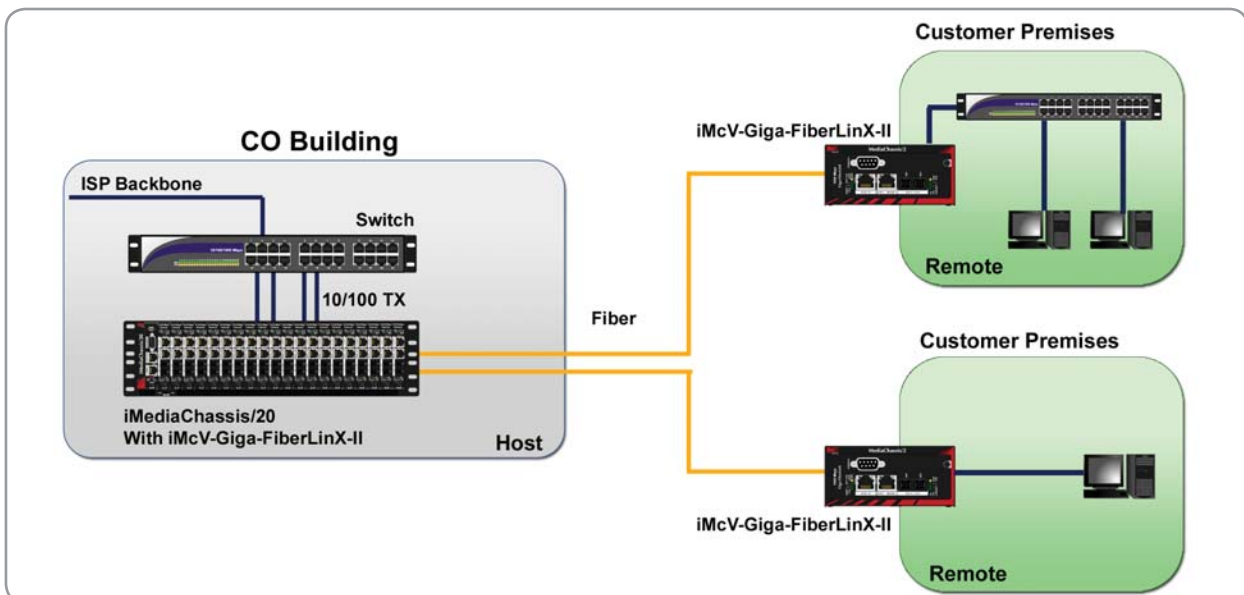 Customer Premises
iMcV-Giga-FiberLinX-II
Remote
CO Building
ISP Backbone
Switch
10/100 TX
iMediaChassis/20
With iMcV-Giga-FiberLinX-II
Host
Fiber
Customer Premises
iMcV-Giga-FiberLinX-II
Remote